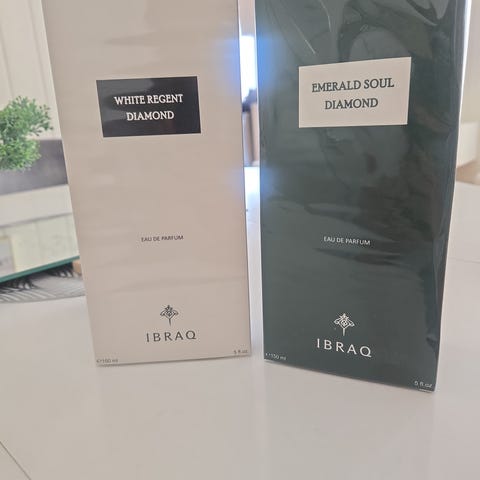 WHITE REGENT
DIAMOND
EAU DE PARFUM
IBRAQ
℮150 ml
5 fl.oz
EMERALD SOUL
DIAMOND
EAU DE PARFUM
IBRAQ
℮150 ml
5 fl.oz